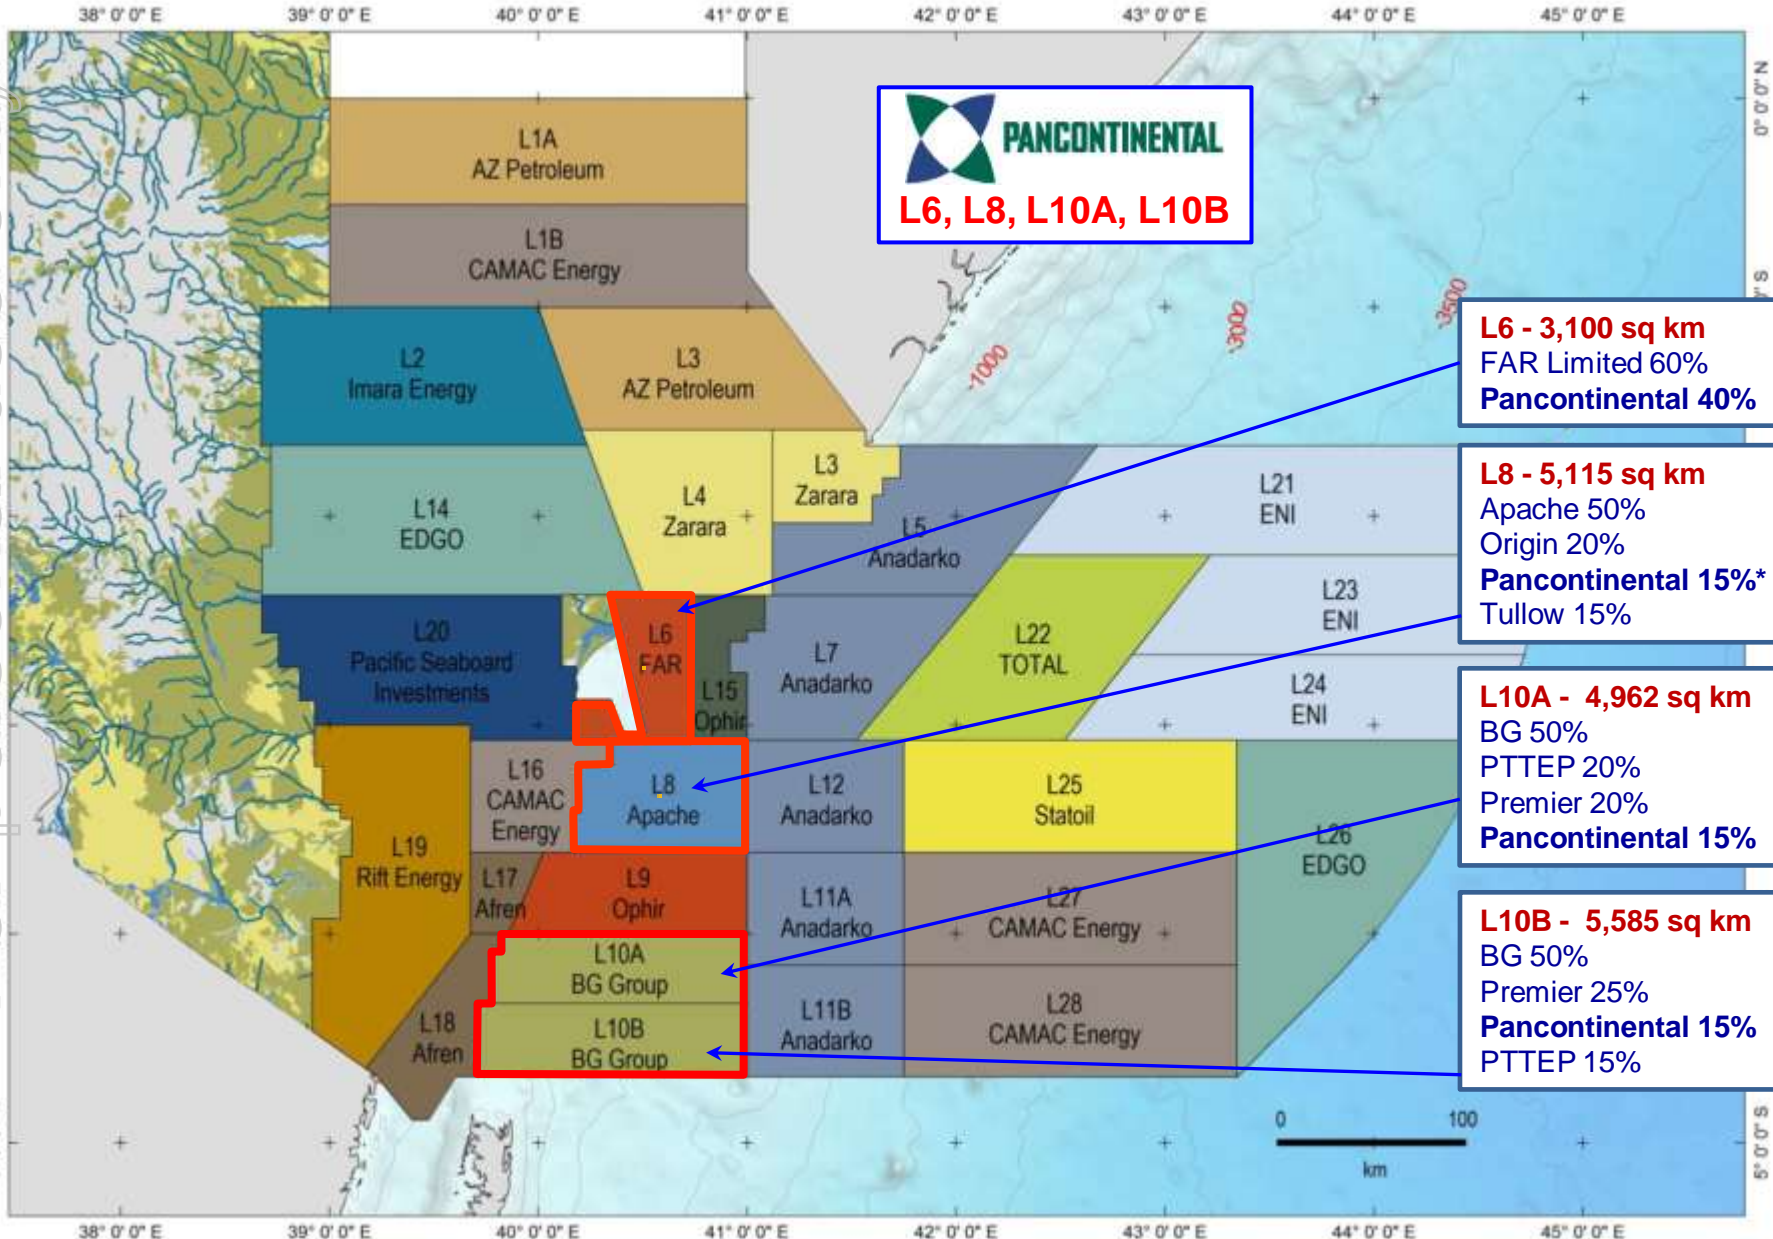 38° 0' 0" E
39° 0' 0" E
40° 0' 0" E
41° 0' 0" E
42° 0' 0" E
43° 0' 0" E
44° 0' 0" E
45° 0' 0" E
0° 0' 0" N
PANCONTINENTAL
L6, L8, L10A, L10B
L1A
AZ Petroleum
L1B
CAMAC Energy
L2
Imara Energy
L3
AZ Petroleum
-1000
-3000
-3500
L6 - 3,100 sq km
FAR Limited 60%
Pancontinental 40%
L14
EDGO
L4
Zarara
L3
Zarara
L5
Anadarko
L21
ENI
L8 - 5,115 sq km
Apache 50%
Origin 20%
Pancontinental 15%*
Tullow 15%
L20
Pacific Seaboard
Investments
L6
FAR
L15
Ophir
L7
Anadarko
L22
TOTAL
L23
ENI
L24
ENI
L10A - 4,962 sq km
BG 50%
PTTEP 20%
Premier 20%
Pancontinental 15%
L19
Rift Energy
L16
CAMAC
Energy
L8
Apache
L12
Anadarko
L25
Statoil
L26
EDGO
L17
Afren
L9
Ophir
L11A
Anadarko
L27
CAMAC Energy
L10B - 5,585 sq km
BG 50%
Premier 25%
Pancontinental 15%
PTTEP 15%
L18
Afren
L10A
BG Group
L10B
BG Group
L11B
Anadarko
L28
CAMAC Energy
0 100
km
5° 0' 0" S
38° 0' 0" E
39° 0' 0" E
40° 0' 0" E
41° 0' 0" E
42° 0' 0" E
43° 0' 0" E
44° 0' 0" E
45° 0' 0" E